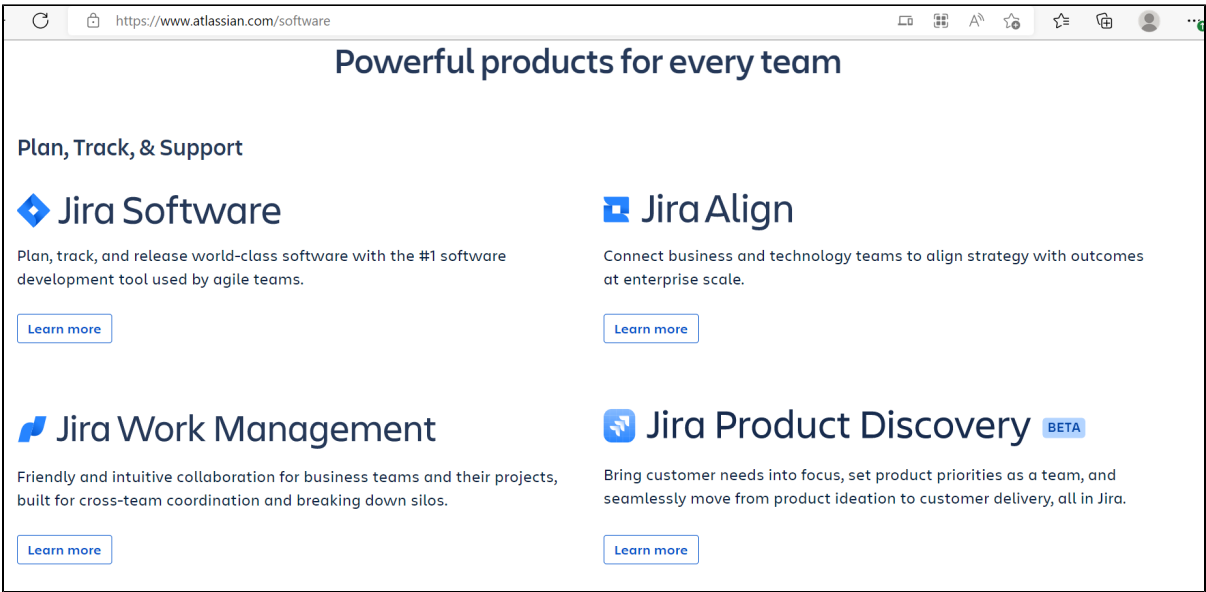 https://www.atlassian.com/software
Powerful products for every team
Plan, Track, & Support
Jira Software
Plan, track, and release world-class software with the #1 software
development tool used by agile teams.
Learn more
Jira Align
Connect business and technology teams to align strategy with outcomes
at enterprise scale.
Learn more
Jira Work Management
Friendly and intuitive collaboration for business teams and their projects,
built for cross-team coordination and breaking down silos.
Learn more
Jira Product Discovery BETA
Bring customer needs into focus, set product priorities as a team, and
seamlessly move from product ideation to customer delivery, all in Jira.
Learn more